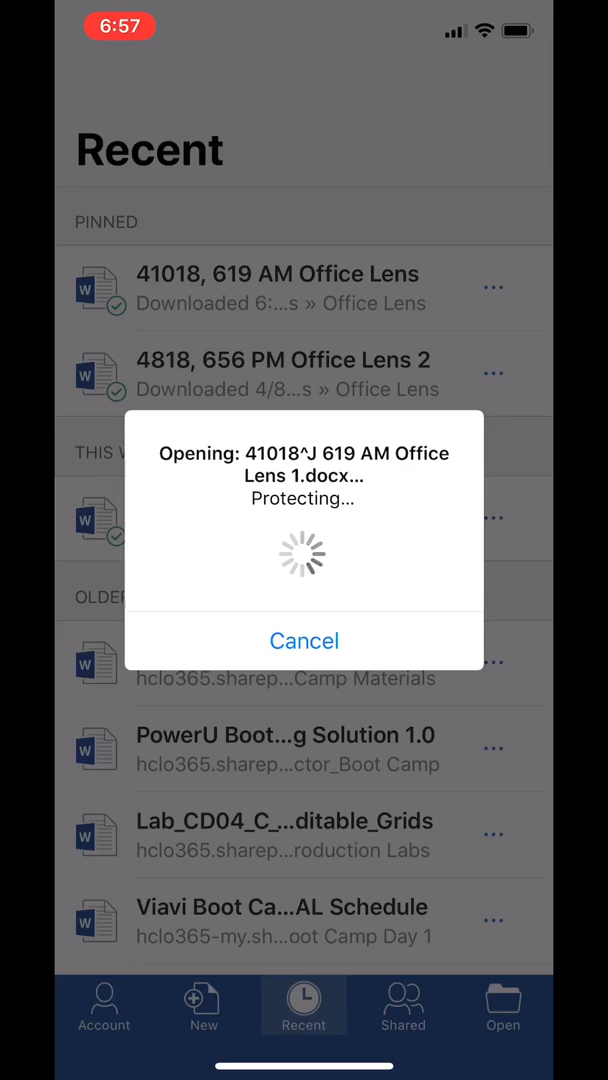 6:57
Recent
PINNED
41018, 619 AM Office Lens
Downloaded 6:...s » Office Lens
4818, 656 PM Office Lens 2
Downloaded 4/8...s » Office Lens
THIS
Opening: 41018^J 619 AM Office
Lens 1.docx...
Protecting...
Cancel
OLDER
hclo365.sharep...Camp Materials
PowerU Boot...g Solution 1.0
hclo365.sharep...ctor_Boot Camp
Lab_CD04_C_...ditable_Grids
hclo365.sharep...roduction Labs
Viavi Boot Ca...AL Schedule
hclo365-my.sh...oot Camp Day 1
Account
New
Recent
Shared
Open